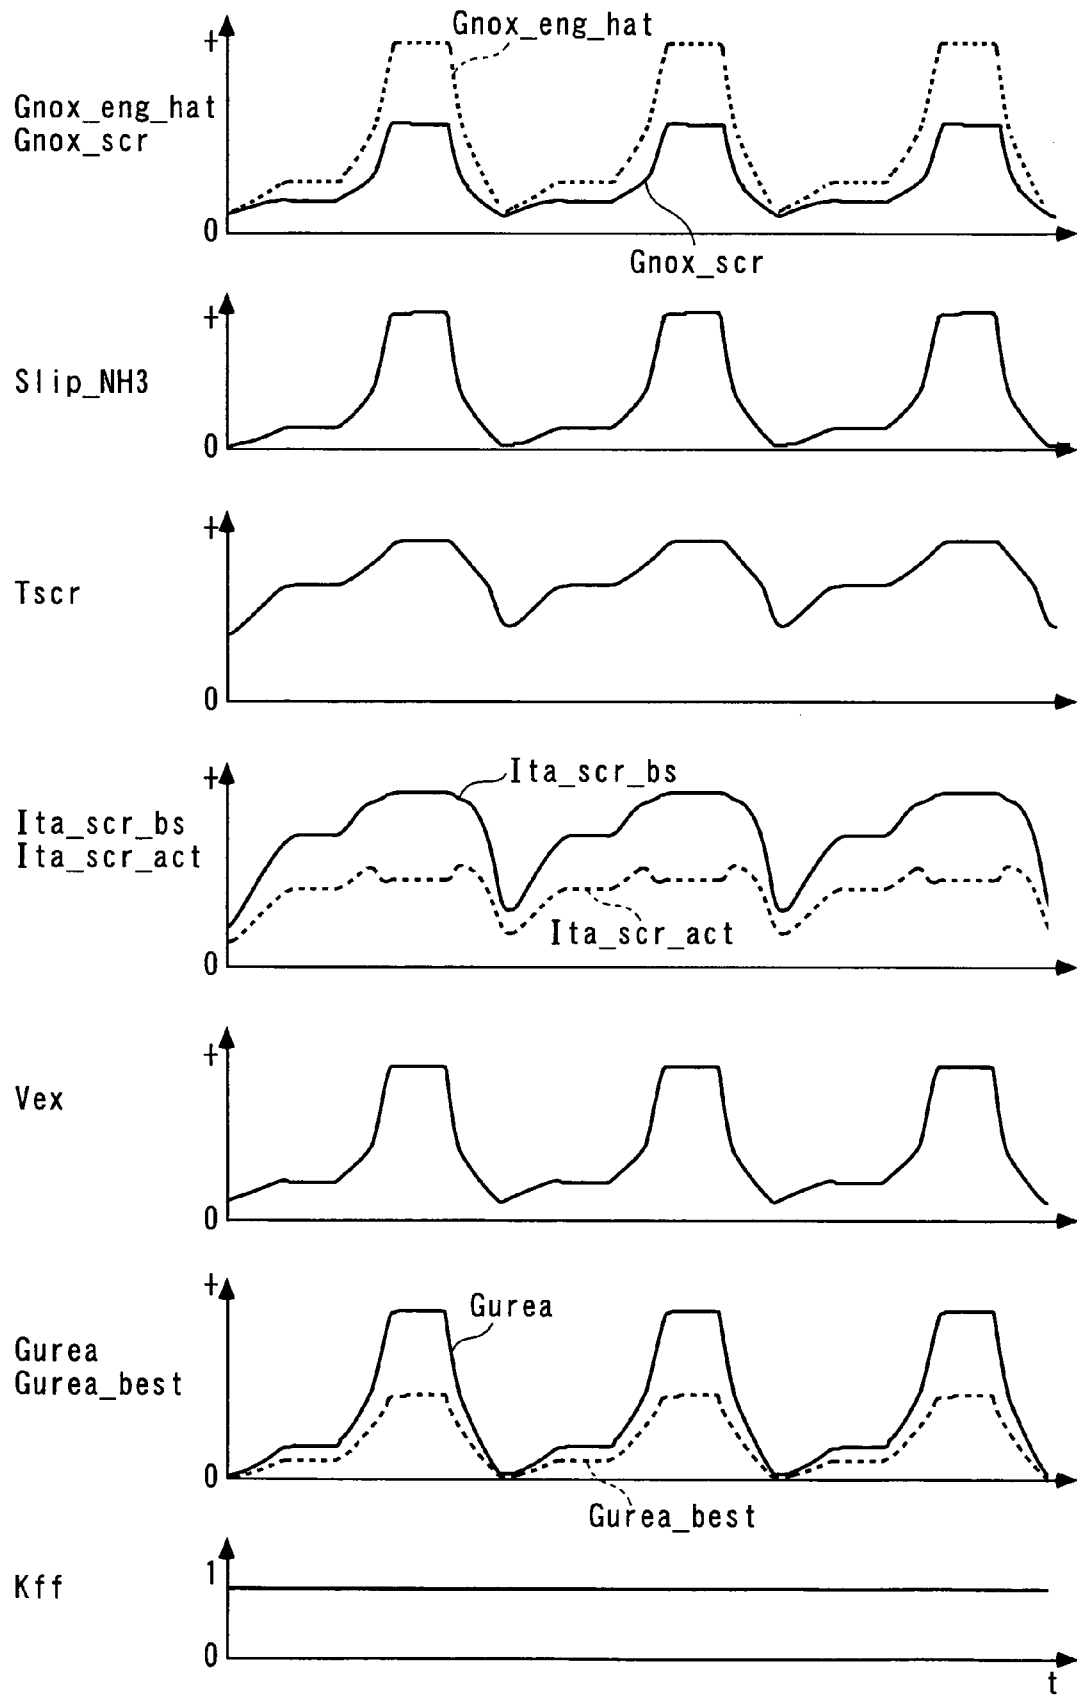 Gnox_eng_hat
+
Gnox_eng_hat
Gnox_scr
0
Gnox_scr
+
Slip_NH3
0
+
Tscr
0
+
Ita_scr_bs
Ita_scr_bs
Ita_scr_act
Ita_scr_act
0
+
Vex
0
+
Gurea
Gurea
Gurea_best
0
Gurea_best
1
Kff
0
t